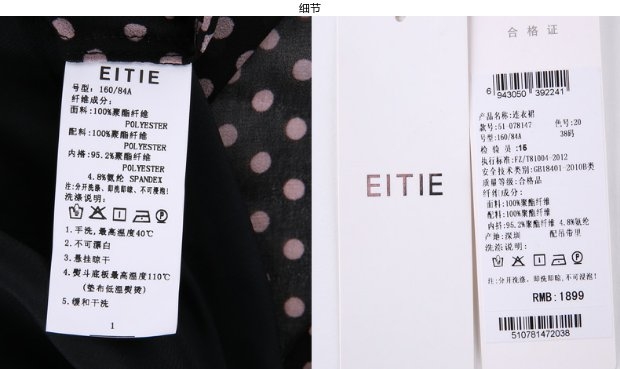 细节
EITIE
号型：160/84A
纤维成分：
面料：100%聚酯纤维
POLYESTER
配料：100%聚酯纤维
POLYESTER
内搭：95.2%聚酯纤维
POLYESTER
4.8%氨纶 SPANDEX
注：分开洗涤、即洗即晾、不可浸泡！
洗涤说明：
1.手洗，最高温度40℃
2.不可漂白
3.悬挂晾干
4.熨斗底板最高温度110℃
（垫布低温熨烫）
5.缓和干洗
1
EITIE
合格证
6 943050 392241
产品名称：连衣裙
款号：51-078147 色号：20
号型：160/84A 38码
检验员：16
执行标准：FZ/T81004-2012
安全技术类别：GB18401-2010B类
质量等级：合格品
纤维成分：
面料：100%聚酯纤维
配料：100%聚酯纤维
内搭：95.2%聚酯纤维 4.8%氨纶
产地：深圳 配吊带里
洗涤说明：
注：分开洗涤、即洗即晾，不可浸泡！
RMB：1899
510781472038